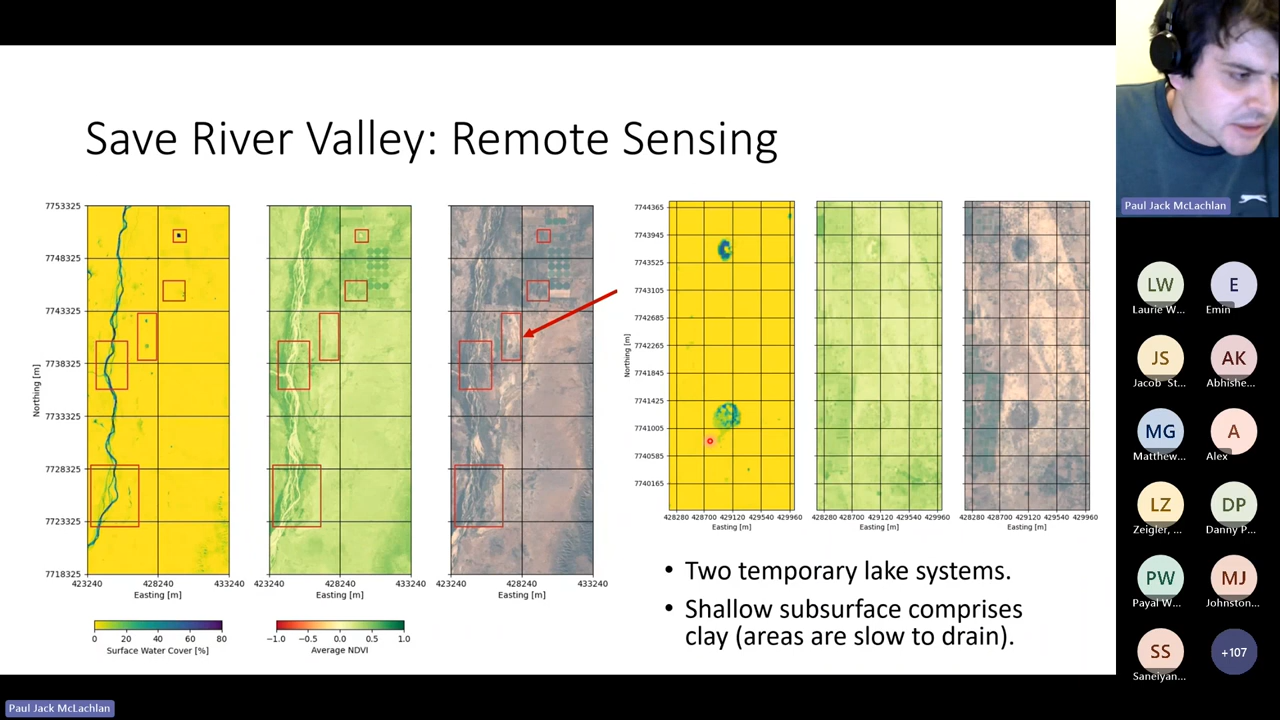 Save River Valley: Remote Sensing
7753325
7748325
7743325
7738325
7733325
7728325
7723325
7718325
Northing [m]
423240 428240 433240
Easting [m]
423240 428240 433240
Easting [m]
423240 428240 433240
Easting [m]
0 20 40 60 80
Surface Water Cover [%]
−1.0 −0.5 0.0 0.5 1.0
Average NDVI
7744365
7743945
7743525
7743105
7742685
7742265
7741845
7741425
7741005
7740585
7740165
Northing [m]
428280 428700 429120 429540 429960
Easting [m]
428280 428700 429120 429540 429960
Easting [m]
428280 428700 429120 429540 429960
Easting [m]
• Two temporary lake systems.
• Shallow subsurface comprises
clay (areas are slow to drain).
Paul Jack McLachlan
LW
Laurie W...
E
Emin
JS
Jacob St...
AK
Abhishe...
MG
Matthew...
A
Alex
LZ
Zeigler, ...
DP
Danny P...
PW
Payal W...
MJ
Johnston...
SS
Saneiyan...
+107
Paul Jack McLachlan